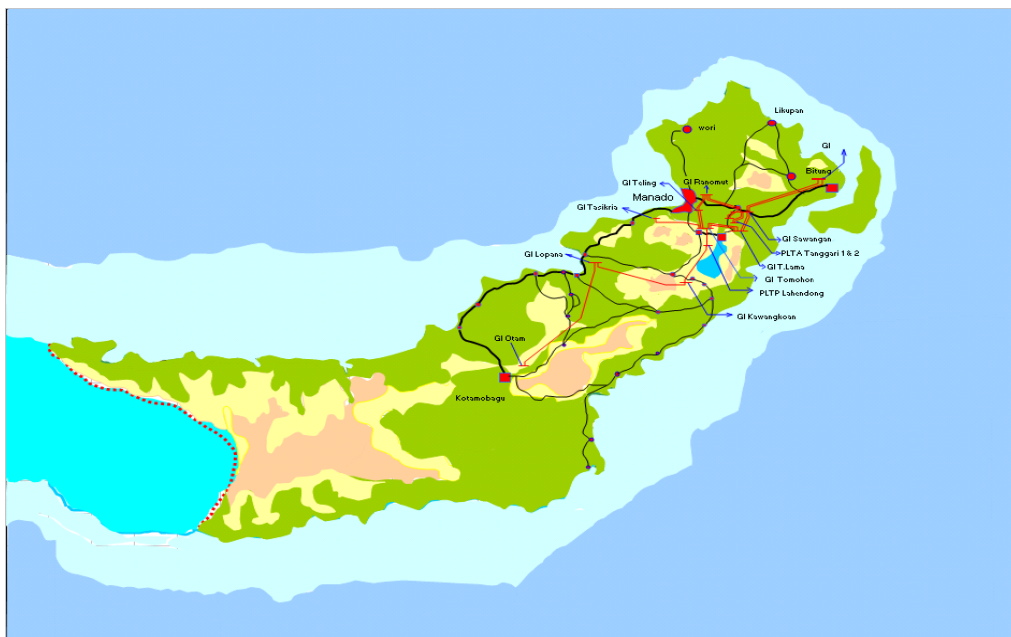 Likupan
wori
GI
Bitung
GI Teling
GI Ranomut
Manado
GI Tasikria
GI Sawangan
PLTA Tanggari 1 & 2
GI Lopana
GI T.Lama
GI Tomohon
PLTP Lahendong
GI Kawangkoan
GI Otam
Kotamobagu